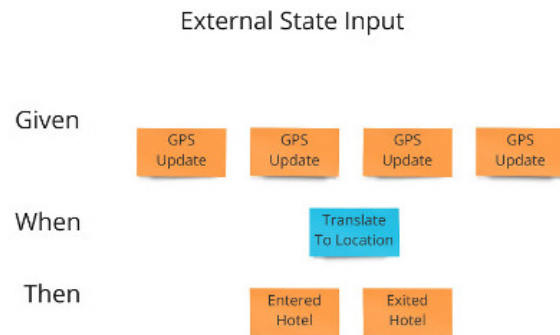 External State Input
Given
GPS GPS GPS GPS
Update Update Update Update
When
Translate
To Location
Then
Entered Exited
Hotel Hotel